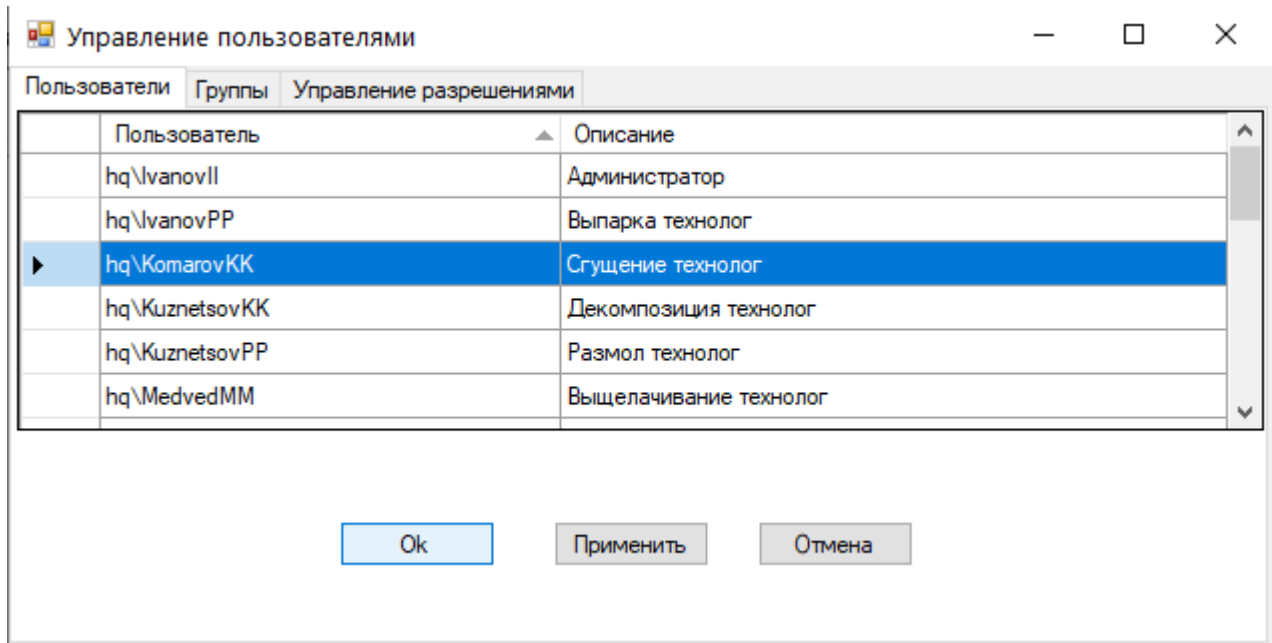 Управление пользователями
Пользователи Группы Управление разрешениями
Пользователь Описание
hq\IvanovII Администратор
hq\IvanovPP Выпарка технолог
hq\KomarovKK Сгущение технолог
hq\KuznetsovKK Декомпозиция технолог
hq\KuznetsovPP Размол технолог
hq\MedvedMM Выщелачивание технолог
Ok Применить Отмена